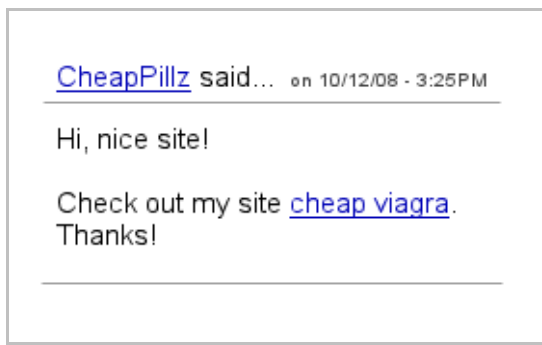 CheapPillz said... on 10/12/08 - 3:25PM
Hi, nice site!
Check out my site cheap viagra.
Thanks!